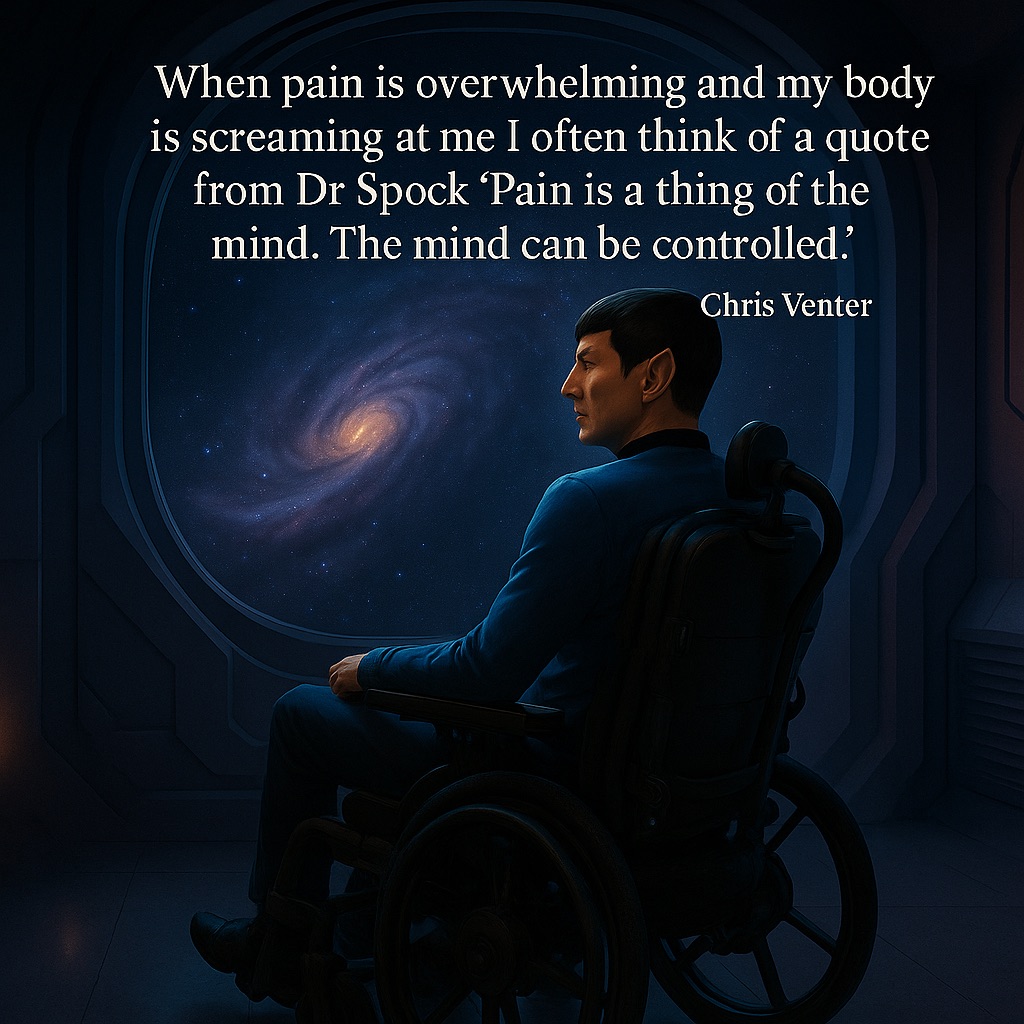 When pain is overwhelming and my body
is screaming at me I often think of a quote
from Dr Spock ‘Pain is a thing of the
mind. The mind can be controlled.’
Chris Venter